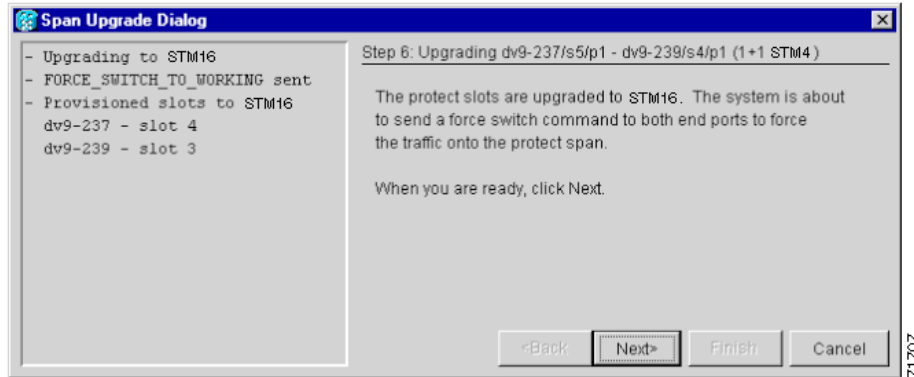 Span Upgrade Dialog
- Upgrading to STM16
- FORCE_SWITCH_TO_WORKING sent
- Provisioned slots to STM16
dv9-237 - slot 4
dv9-239 - slot 3
Step 6: Upgrading dv9-237/s5/p1 - dv9-239/s4/p1 (1+1 STM4)
The protect slots are upgraded to STM16. The system is about
to send a force switch command to both end ports to force
the traffic onto the protect span.
When you are ready, click Next.
<Back
Next>
Finish
Cancel
71707